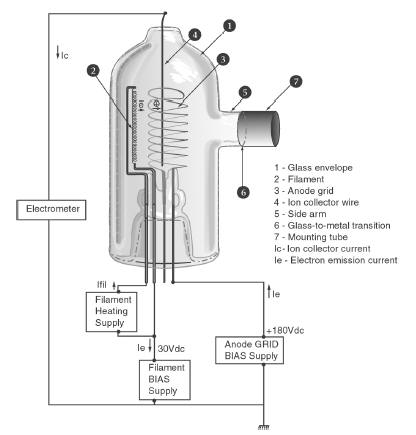 1
4
Ic
3
5
7
2
Ic
Ie
6
1 - Glass envelope
2 - Filament
3 - Anode grid
4 - Ion collector wire
5 - Side arm
6 - Glass-to-metal transition
7 - Mounting tube
Ic- Ion collector current
Ie - Electron emission current
Electrometer
Ifil
Ie
Filament
Heating
Supply
+180Vdc
Ie
30Vdc
Anode GRID
BIAS Supply
Filament
BIAS
Supply